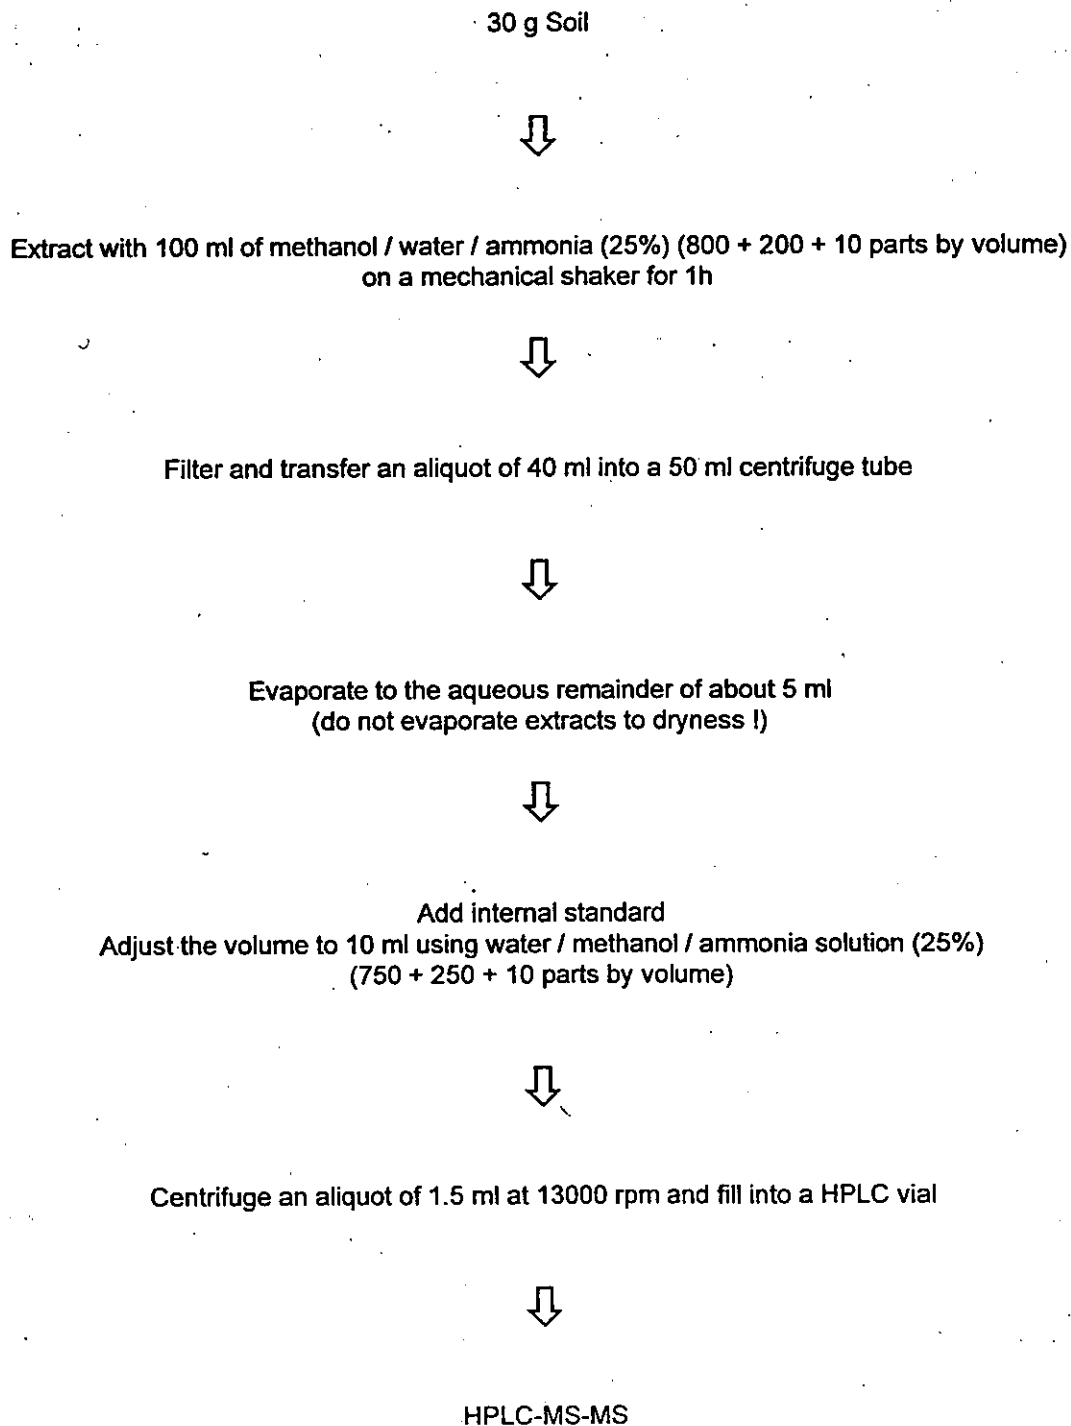 30 g Soil
Extract with 100 ml of methanol / water / ammonia (25%) (800 + 200 + 10 parts by volume)
on a mechanical shaker for 1h
Filter and transfer an aliquot of 40 ml into a 50 ml centrifuge tube
Evaporate to the aqueous remainder of about 5 ml
(do not evaporate extracts to dryness !)
Add internal standard
Adjust the volume to 10 ml using water / methanol / ammonia solution (25%)
(750 + 250 + 10 parts by volume)
Centrifuge an aliquot of 1.5 ml at 13000 rpm and fill into a HPLC vial
HPLC-MS-MS